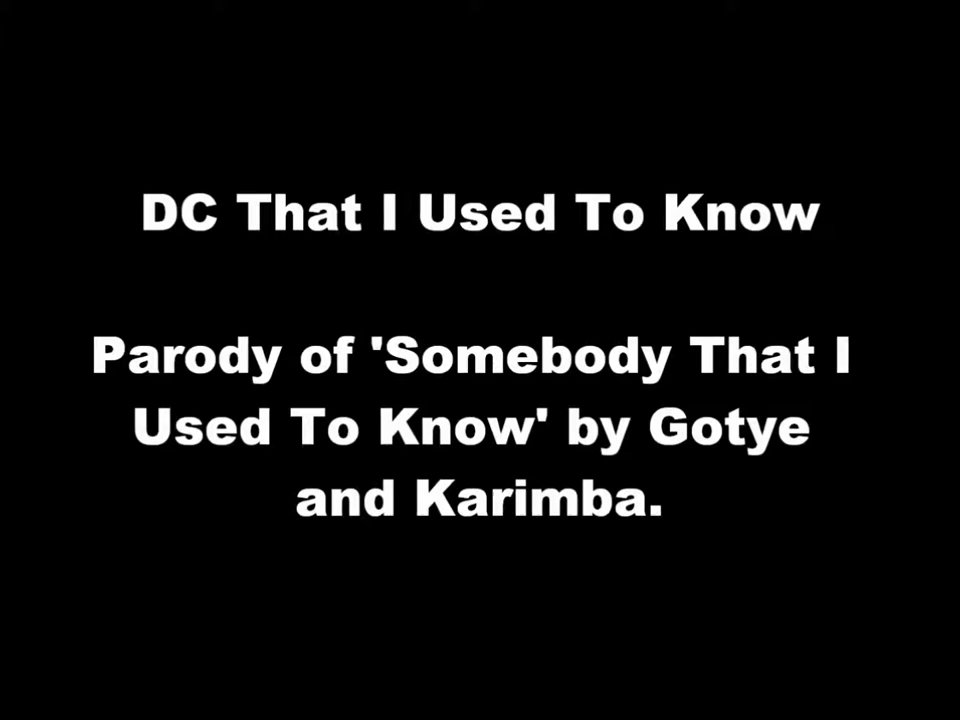 DC That I Used To Know
Parody of 'Somebody That I
Used To Know' by Gotye
and Karimba.